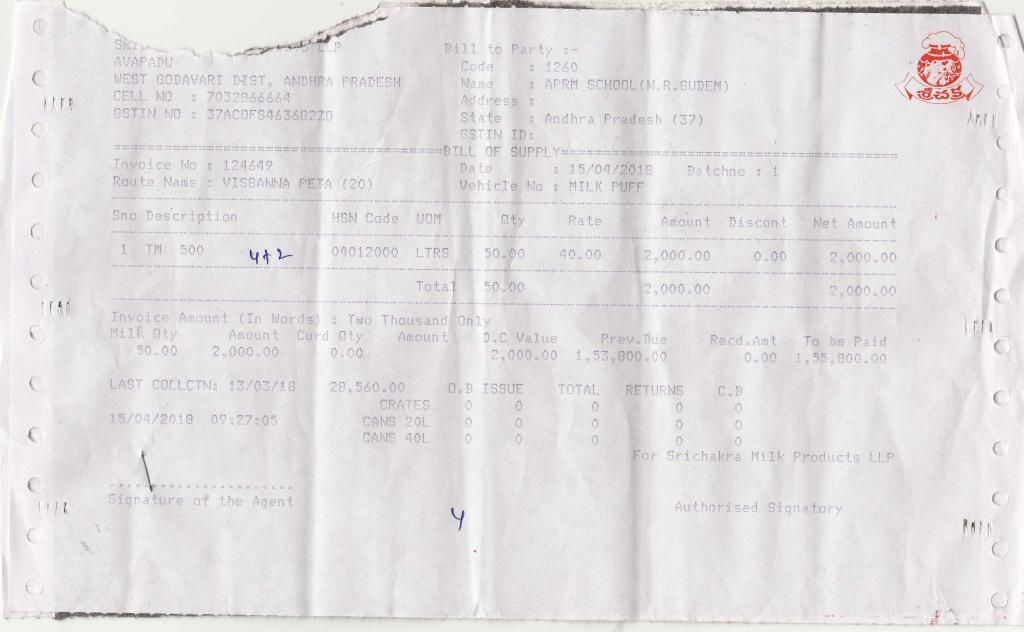 LLP Bill to Party :-
AVAPADU Code : 1260
WEST GODAVARI DIST, ANDHRA PRADESH Name : APRM SCHOOL(N.R.GUDEM)
CELL NO : 7032866664 Address :
GSTIN NO : 37ACOFS4636G2ZO State : Andhra Pradesh (37)
GSTIN ID:
శ్రీచక్ర
BILL OF SUPPLY
Invoice No : 124649 Date : 15/04/2018 Batchno : 1
Route Name : VISSANNA PETA (20) Vehicle No : MILK PUFF
Sno Description HSN Code UOM Qty Rate Amount Discont Net Amount
1 TM 500 4+2 04012000 LTRS 50.00 40.00 2,000.00 0.00 2,000.00
Total 50.00 2,000.00 2,000.00
Invoice Amount (In Words) : Two Thousand Only
Milk Qty Amount Curd Qty Amount D.C Value Prev.Due Recd.Amt To be Paid
50.00 2,000.00 0.00 2,000.00 1,53,800.00 0.00 1,55,800.00
LAST COLLCTN: 13/03/18 28,560.00 O.B ISSUE TOTAL RETURNS C.B
CRATES 0 0 0 0 0
15/04/2018 09:27:05 CANS 20L 0 0 0 0 0
CANS 40L 0 0 0 0 0
For Srichakra Milk Products LLP
Signature of the Agent Authorised Signatory
4